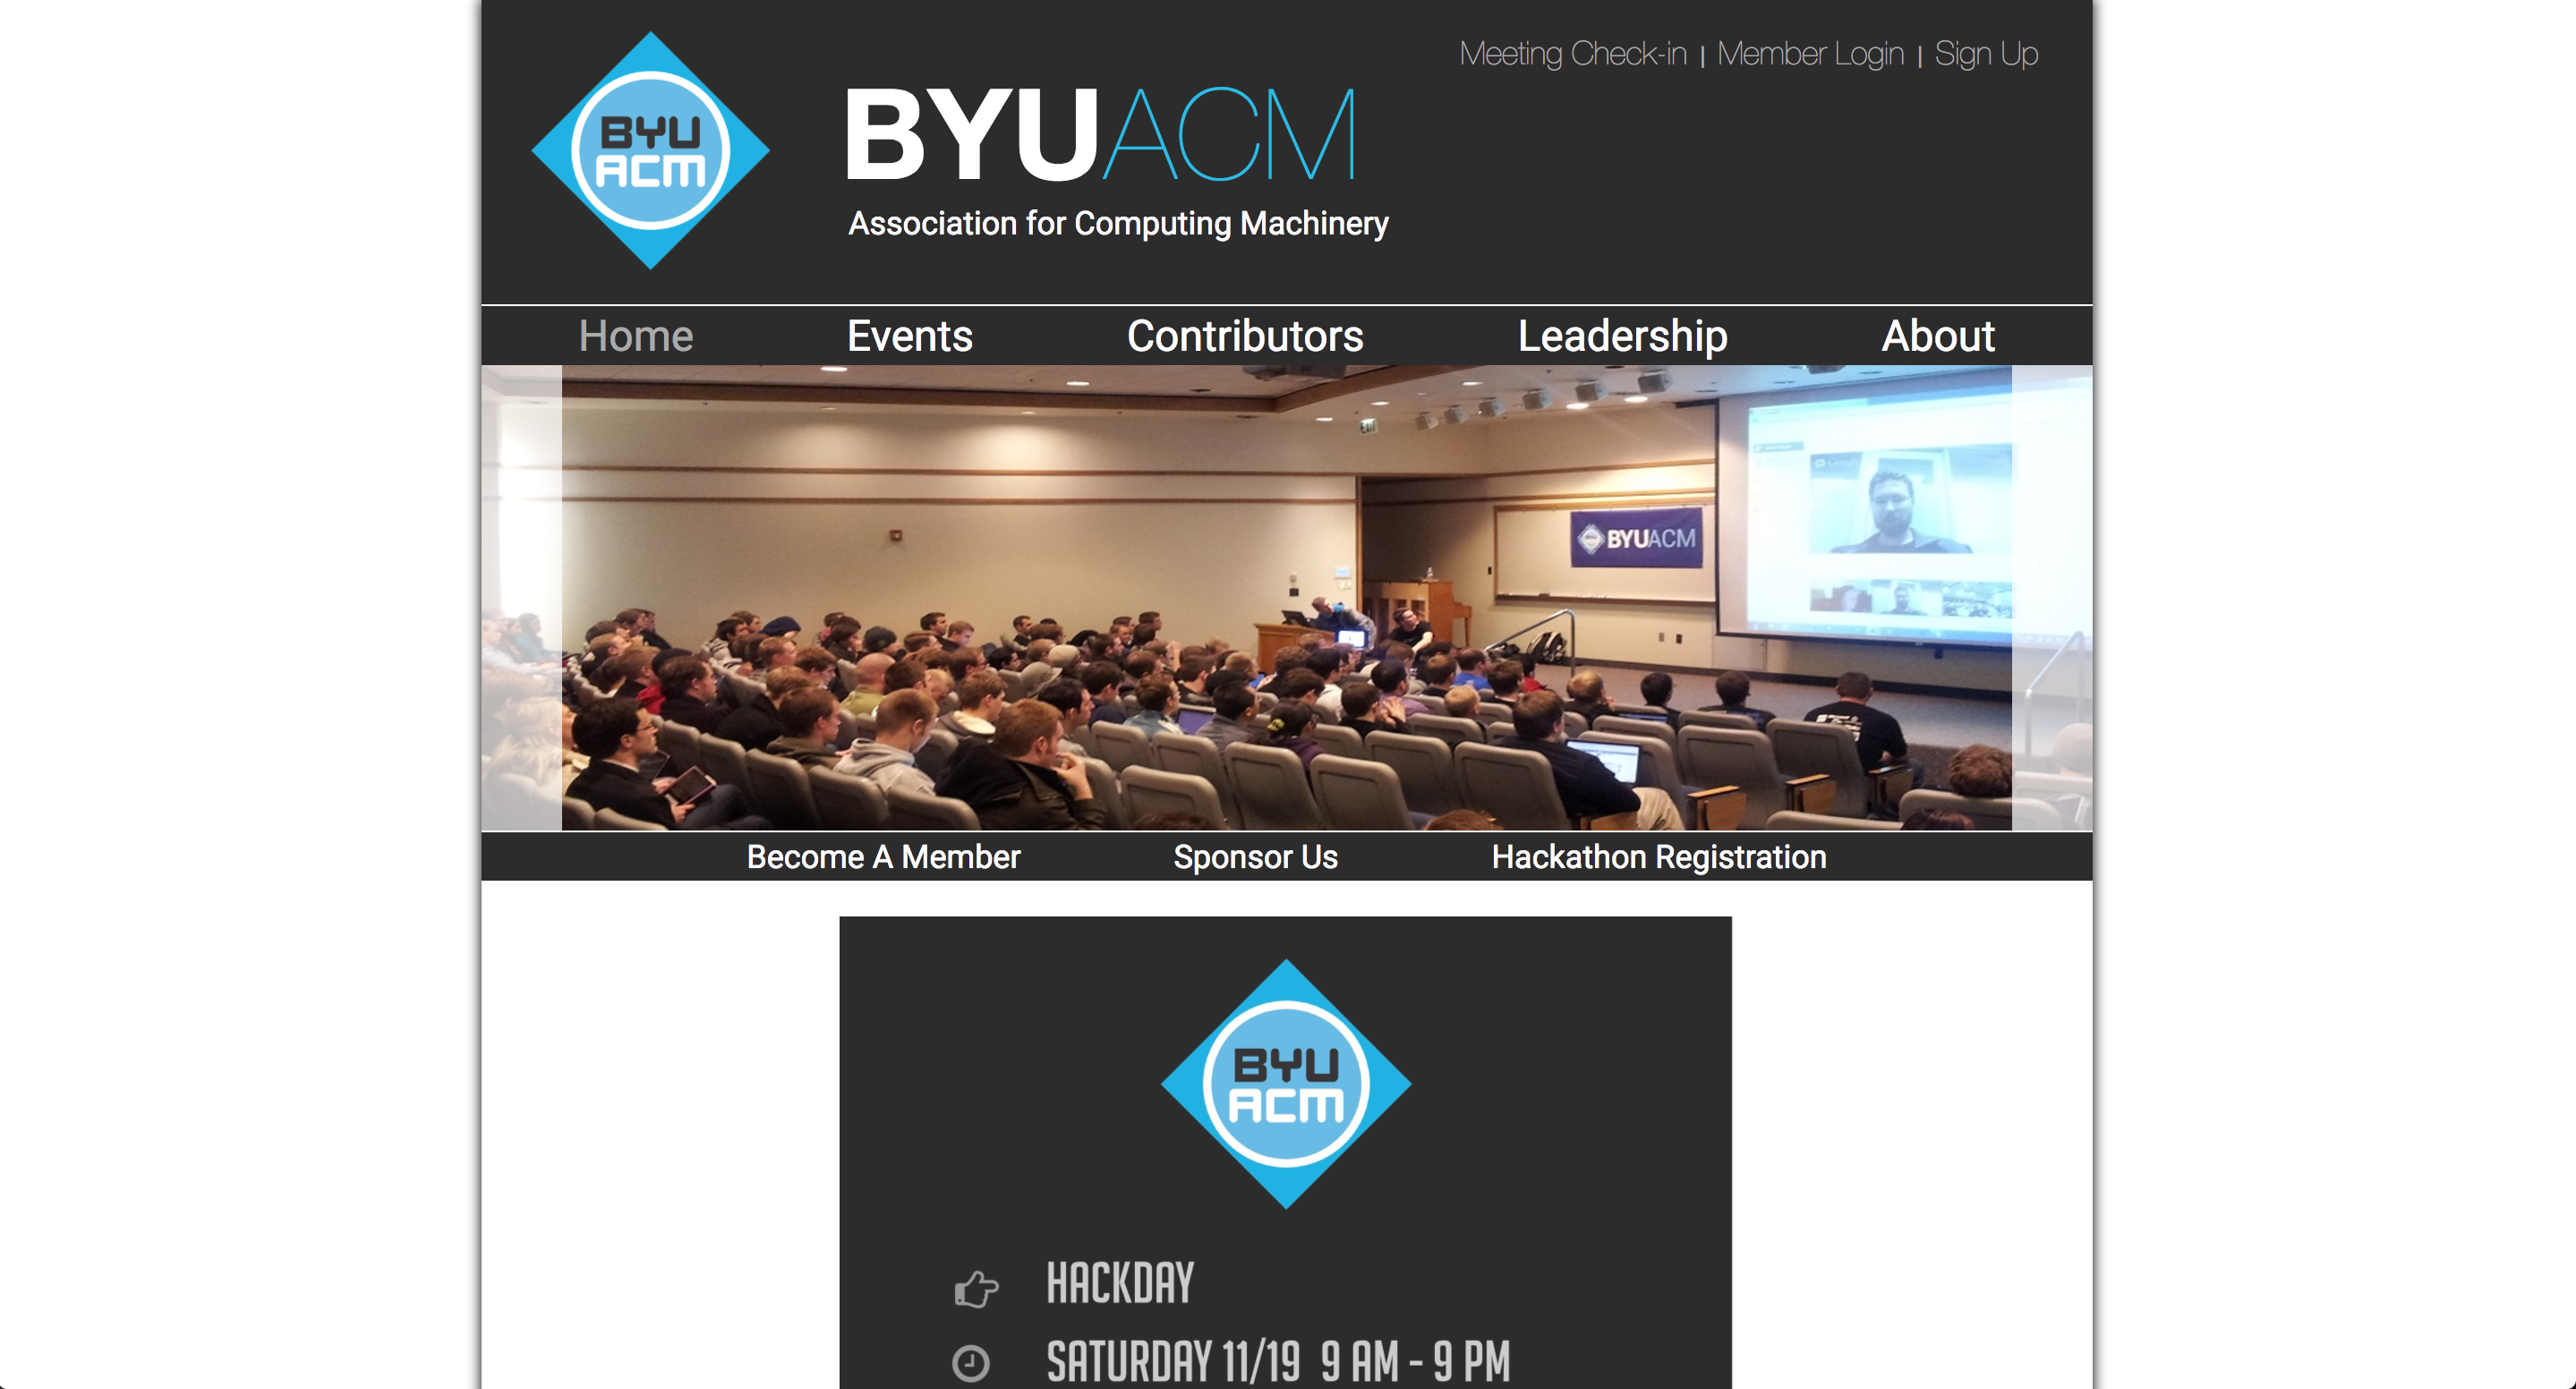 BYU
ACM
BYUACM
Association for Computing Machinery
Meeting Check-in | Member Login | Sign Up
Home Events Contributors Leadership About
BYUACM
Become A Member Sponsor Us Hackathon Registration
BYU
ACM
HACKDAY
SATURDAY 11/19 9 AM - 9 PM